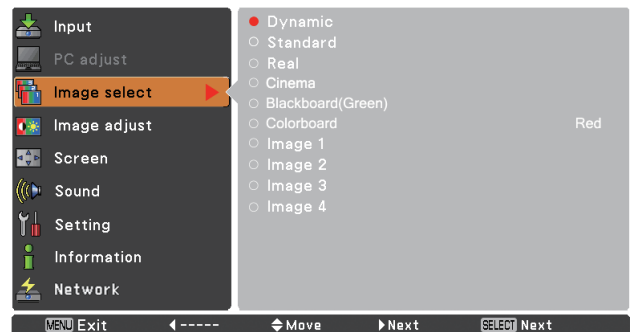 Input
PC adjust
Image select
Image adjust
Screen
Sound
Setting
Information
Network
Dynamic
Standard
Real
Cinema
Blackboard(Green)
Colorboard Red
Image 1
Image 2
Image 3
Image 4
MENU Exit ----- Move Next SELECT Next